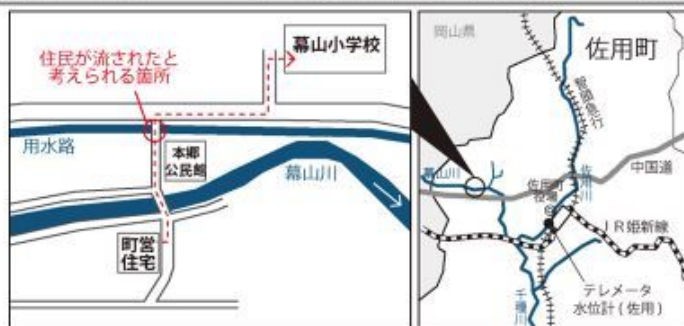 住民が流されたと
考えられる箇所
幕山小学校
用水路
本郷
公民館
幕山川
町営
住宅
岡山県
佐用町
智頭急行
幕山川
佐用町
役場
佐用川
中国道
JR姫新線
テレメータ
水位計(佐用)
千種川